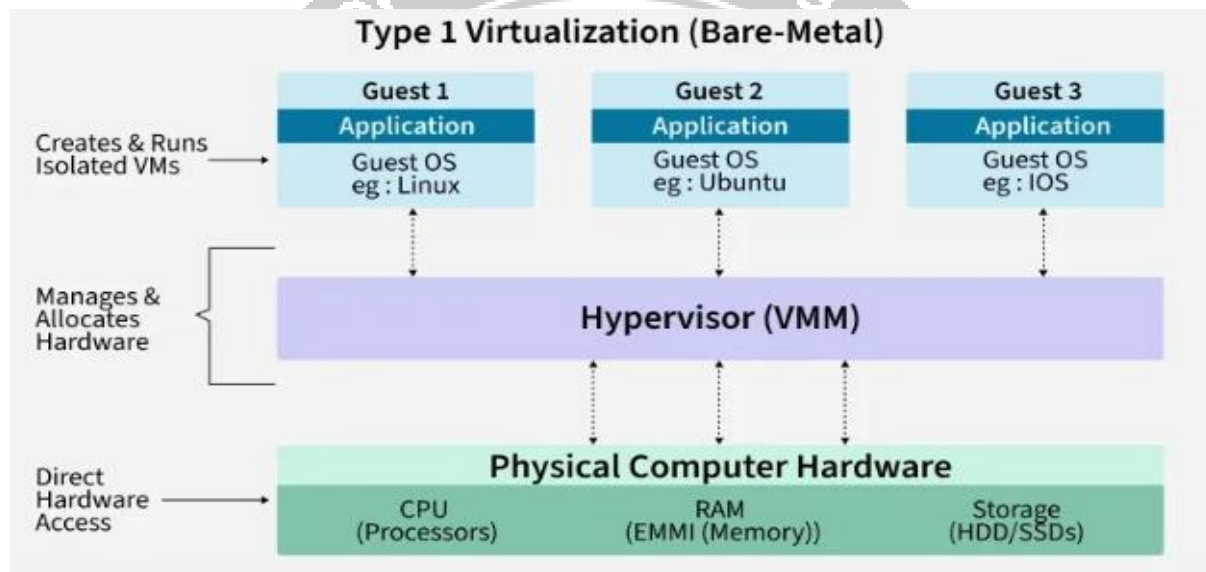 Type 1 Virtualization (Bare-Metal)
Guest 1
Application
Guest OS
eg : Linux
Guest 2
Application
Guest OS
eg : Ubuntu
Guest 3
Application
Guest OS
eg : IOS
Creates & Runs
Isolated VMs
Manages &
Allocates
Hardware
Hypervisor (VMM)
Direct
Hardware
Access
Physical Computer Hardware
CPU
(Processors)
RAM
(EMMI (Memory))
Storage
(HDD/SSDs)